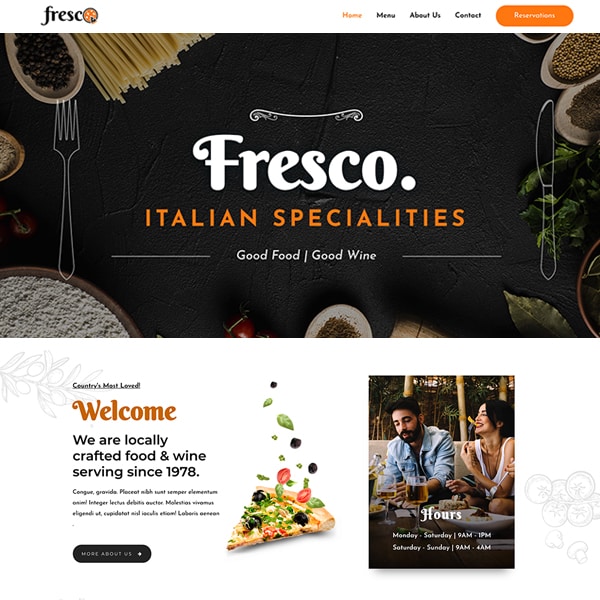 fresco
Home Menu About Us Contact Reservations
Fresco.
ITALIAN SPECIALITIES
Good Food | Good Wine
Country's Most Loved!
Welcome
We are locally
crafted food & wine
serving since 1978.
Congue, gravida. Placeat nibh sunt semper elementum
anim! Integer lectus debitis auctor. Molestias vivamus
eligendi ut, cupidatat nisl iaculis etiam! Laboris aenean
.
MORE ABOUT US →
Hours
Monday - Saturday | 9AM - 1PM
Saturday - Sunday | 9AM - 4AM